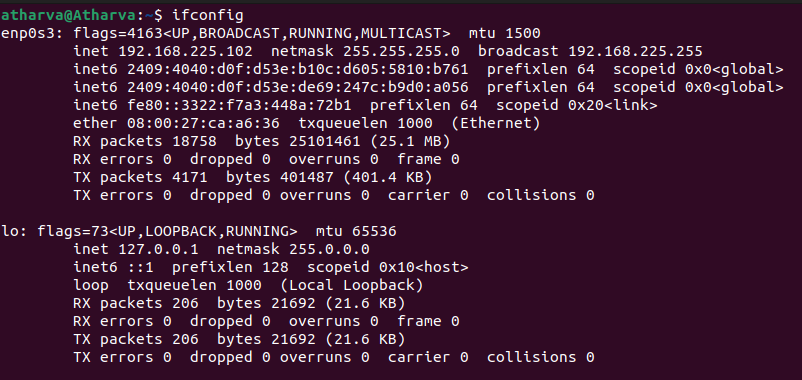 atharva@Atharva:~$ ifconfig
enp0s3: flags=4163<UP,BROADCAST,RUNNING,MULTICAST>  mtu 1500
        inet 192.168.225.102  netmask 255.255.255.0  broadcast 192.168.225.255
        inet6 2409:4040:d0f:d53e:b10c:d605:5810:b761  prefixlen 64  scopeid 0x0<global>
        inet6 2409:4040:d0f:d53e:de69:247c:b9d0:a056  prefixlen 64  scopeid 0x0<global>
        inet6 fe80::3322:f7a3:448a:72b1  prefixlen 64  scopeid 0x20<link>
        ether 08:00:27:ca:a6:36  txqueuelen 1000  (Ethernet)
        RX packets 18758  bytes 25101461 (25.1 MB)
        RX errors 0  dropped 0  overruns 0  frame 0
        TX packets 4171  bytes 401487 (401.4 KB)
        TX errors 0  dropped 0 overruns 0  carrier 0  collisions 0

lo: flags=73<UP,LOOPBACK,RUNNING>  mtu 65536
        inet 127.0.0.1  netmask 255.0.0.0
        inet6 ::1  prefixlen 128  scopeid 0x10<host>
        loop  txqueuelen 1000  (Local Loopback)
        RX packets 206  bytes 21692 (21.6 KB)
        RX errors 0  dropped 0  overruns 0  frame 0
        TX packets 206  bytes 21692 (21.6 KB)
        TX errors 0  dropped 0 overruns 0  carrier 0  collisions 0